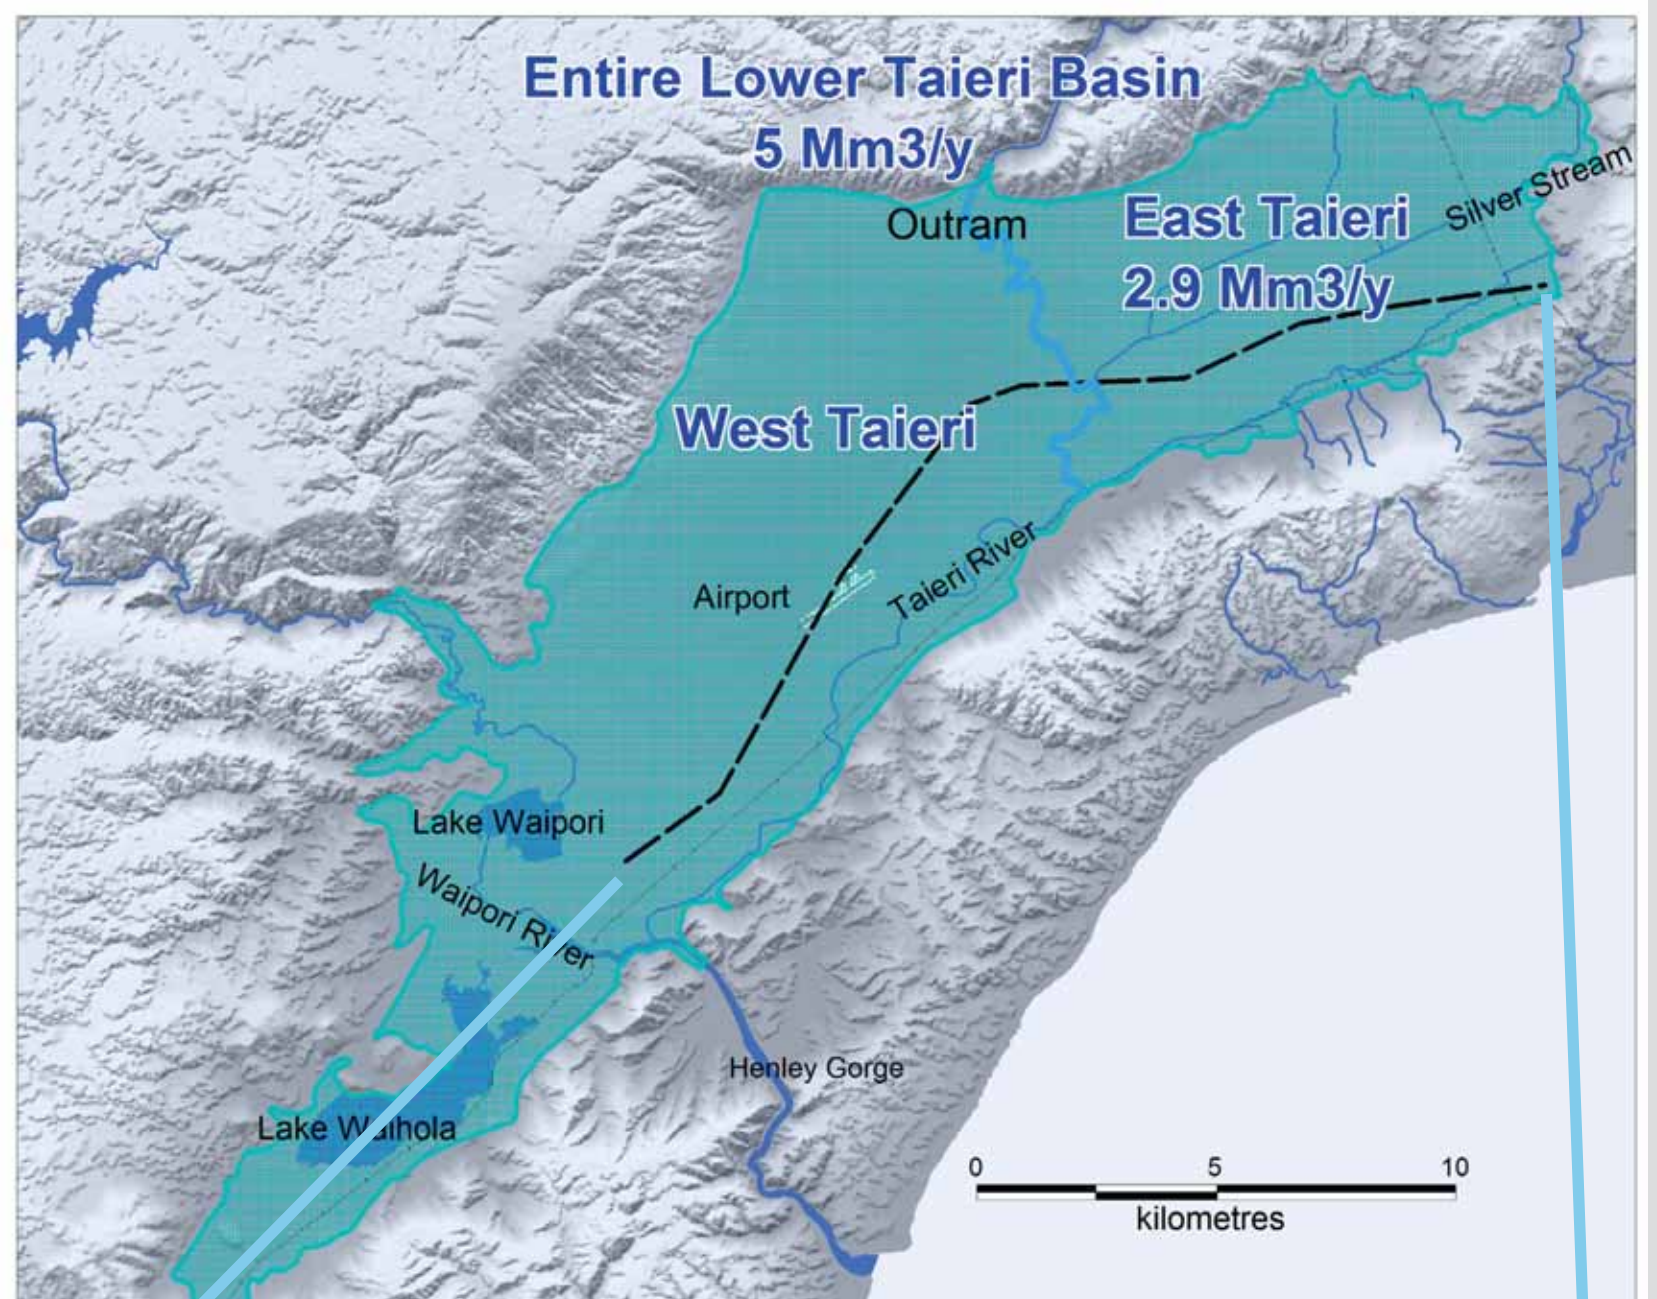 Entire Lower Taieri Basin
5 Mm3/y
Silver Stream
Outram
East Taieri
2.9 Mm3/y
West Taieri
Airport
Taieri River
Lake Waipori
Waipori River
Henley Gorge
Lake Waihola
0 5 10
kilometres